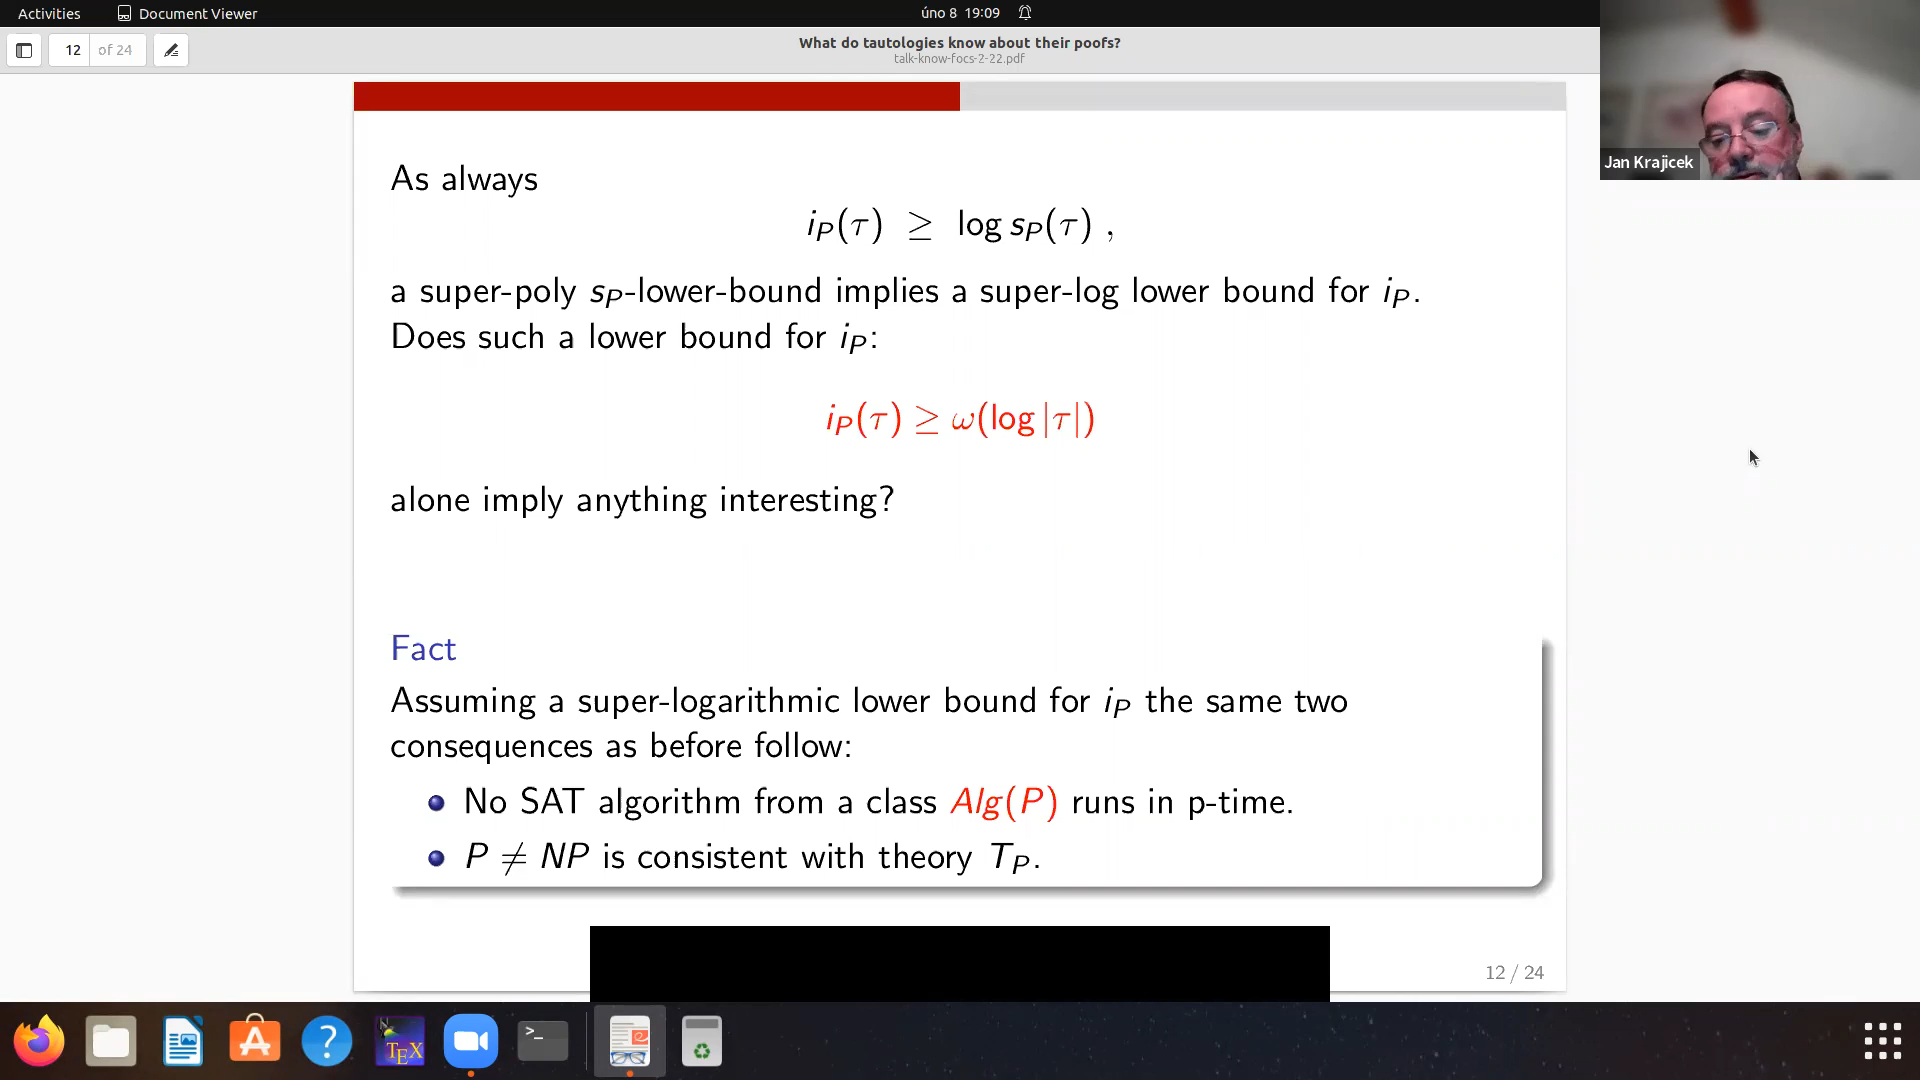 Activities
Document Viewer
úno 8 19:09
12 of 24
What do tautologies know about their poofs?
talk-know-focs-2-22.pdf
Jan Krajicek
As always
i_P(τ) ≥ log s_P(τ) ,
a super-poly s_P-lower-bound implies a super-log lower bound for i_P.
Does such a lower bound for i_P:
i_P(τ) ≥ ω(log |τ|)
alone imply anything interesting?
Fact
Assuming a super-logarithmic lower bound for i_P the same two
consequences as before follow:
No SAT algorithm from a class Alg(P) runs in p-time.
P ≠ NP is consistent with theory T_P.
12 / 24
A
?
TEX
>_